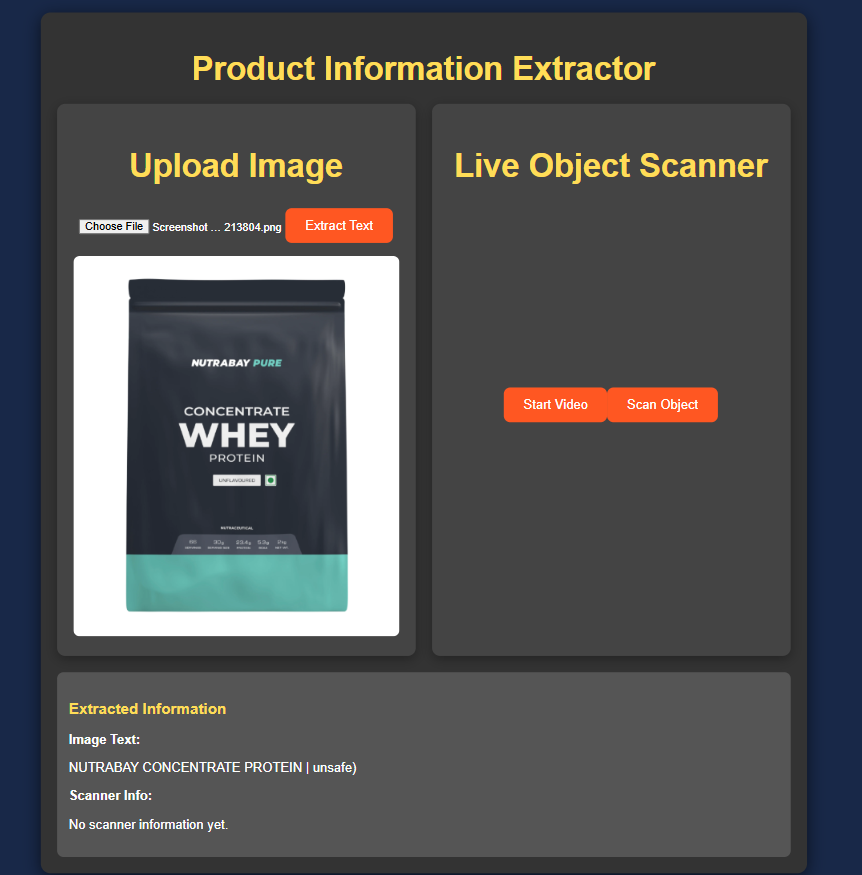 Product Information Extractor
Upload Image
Choose File Screenshot ... 213804.png Extract Text
NUTRABAY PURE
CONCENTRATE
WHEY
PROTEIN
UNFLAVOURED
NUTRACEUTICAL
Live Object Scanner
Start Video Scan Object
Extracted Information
Image Text:
NUTRABAY CONCENTRATE PROTEIN | unsafe)
Scanner Info:
No scanner information yet.